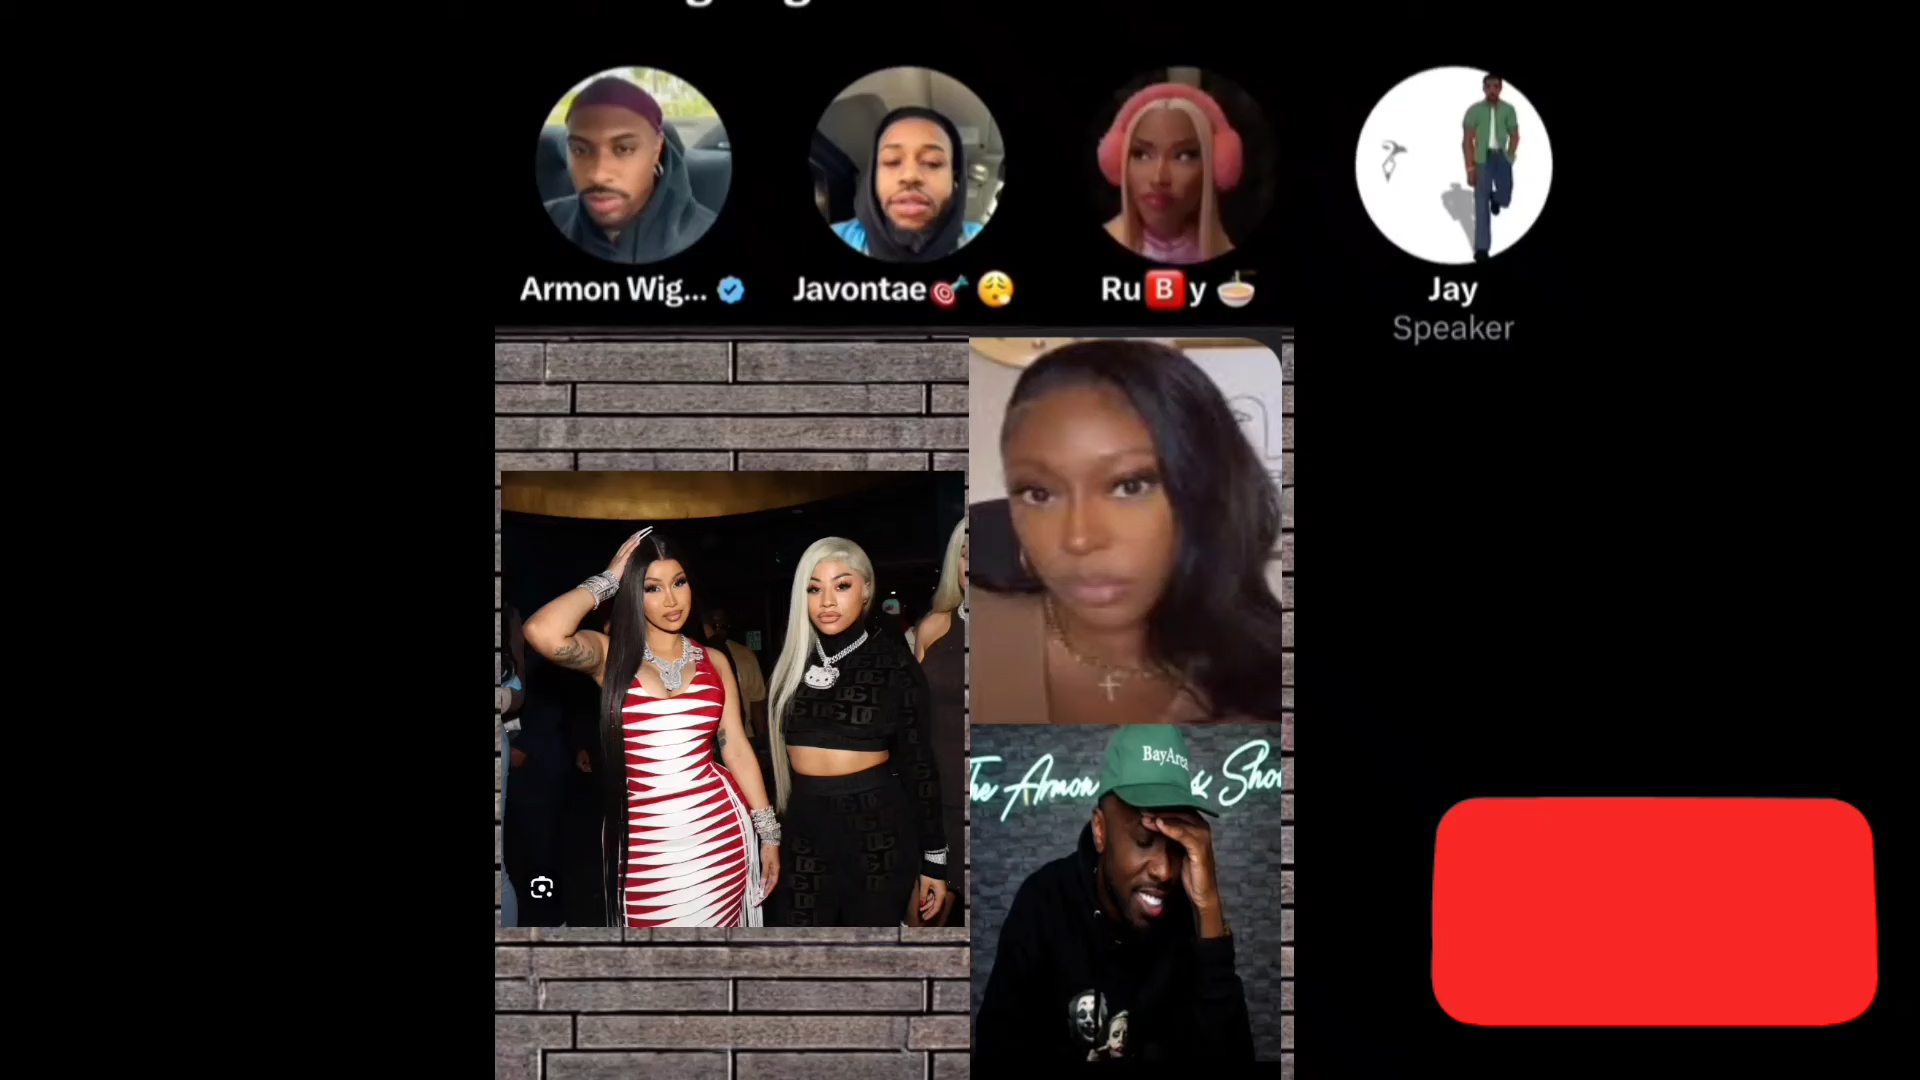 Armon Wig...
Javontae
Ru B y
Jay
Speaker
BayArea
The Armon
& Sho